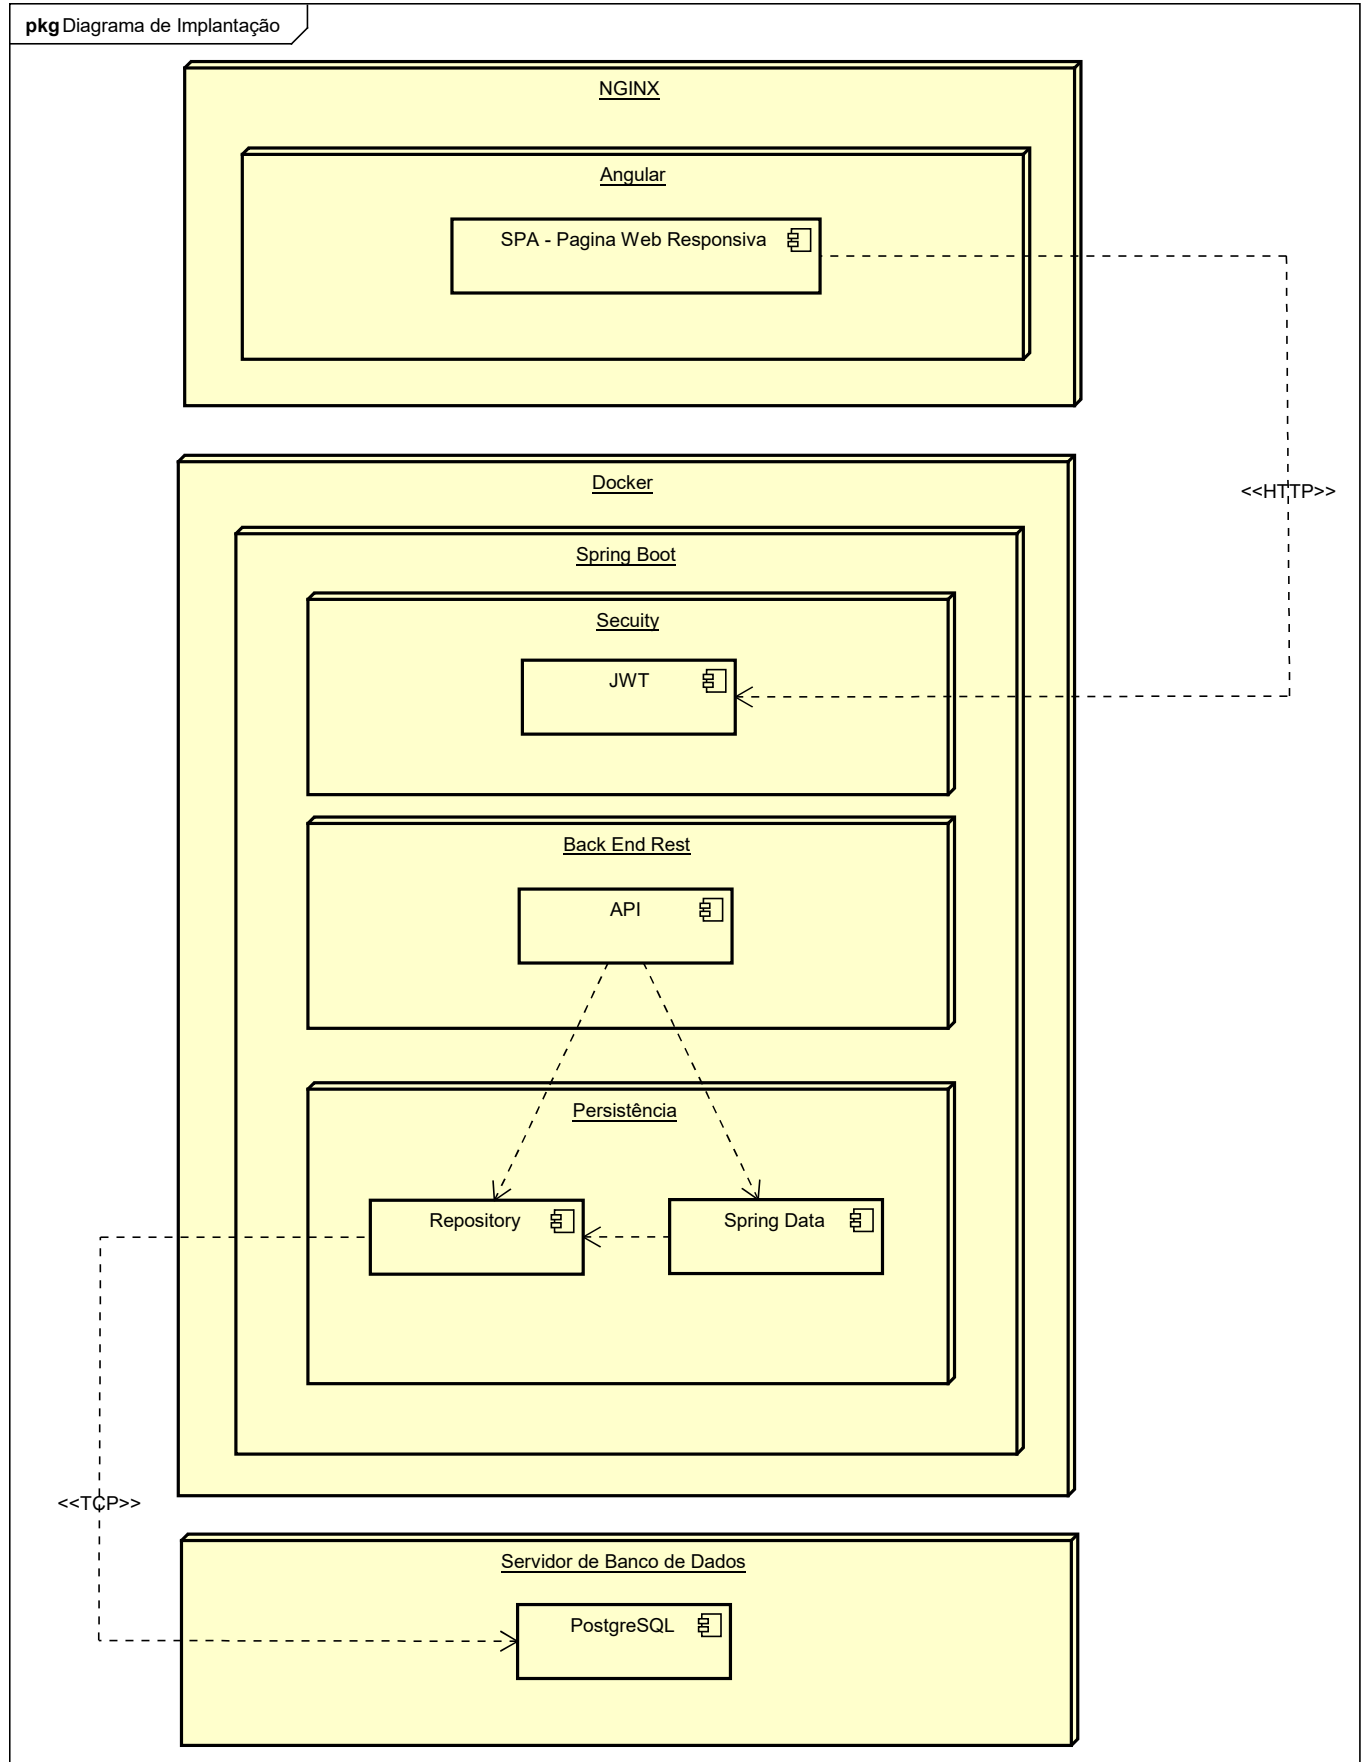 pkg Diagrama de Implantação
NGINX
Angular
SPA - Pagina Web Responsiva
Docker
<<HTTP>>
Spring Boot
Secuity
JWT
Back End Rest
API
Persistência
Repository
Spring Data
<<TCP>>
Servidor de Banco de Dados
PostgreSQL